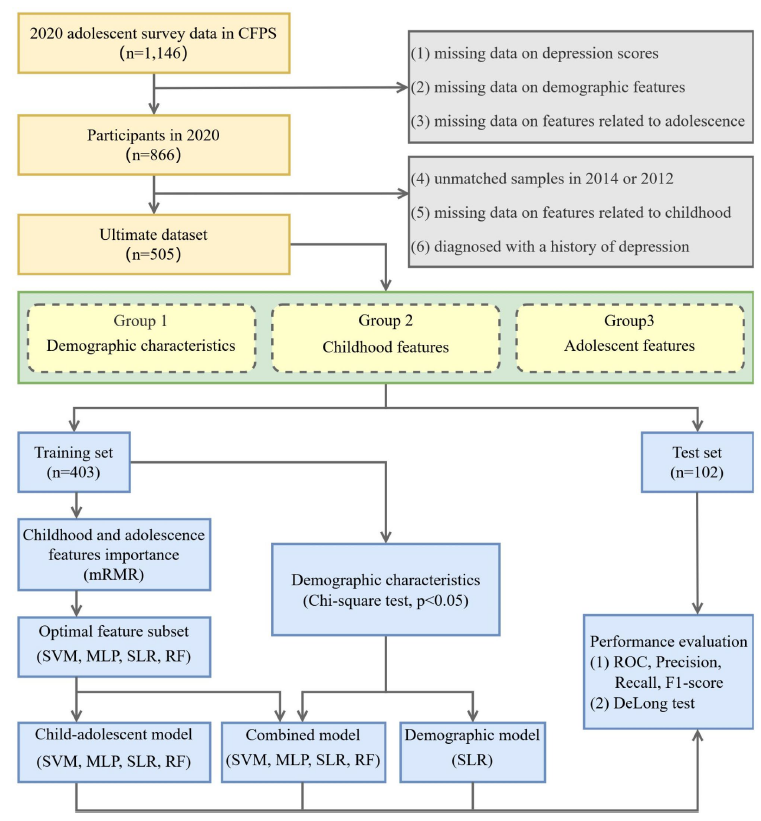 2020 adolescent survey data in CFPS
(n=1,146)
(1) missing data on depression scores
(2) missing data on demographic features
(3) missing data on features related to adolescence
Participants in 2020
(n=866)
(4) unmatched samples in 2014 or 2012
(5) missing data on features related to childhood
(6) diagnosed with a history of depression
Ultimate dataset
(n=505)
Group 1
Demographic characteristics
Group 2
Childhood features
Group3
Adolescent features
Training set
(n=403)
Test set
(n=102)
Childhood and adolescence
features importance
(mRMR)
Demographic characteristics
(Chi-square test, p<0.05)
Optimal feature subset
(SVM, MLP, SLR, RF)
Performance evaluation
(1) ROC, Precision,
Recall, F1-score
(2) DeLong test
Child-adolescent model
(SVM, MLP, SLR, RF)
Combined model
(SVM, MLP, SLR, RF)
Demographic model
(SLR)